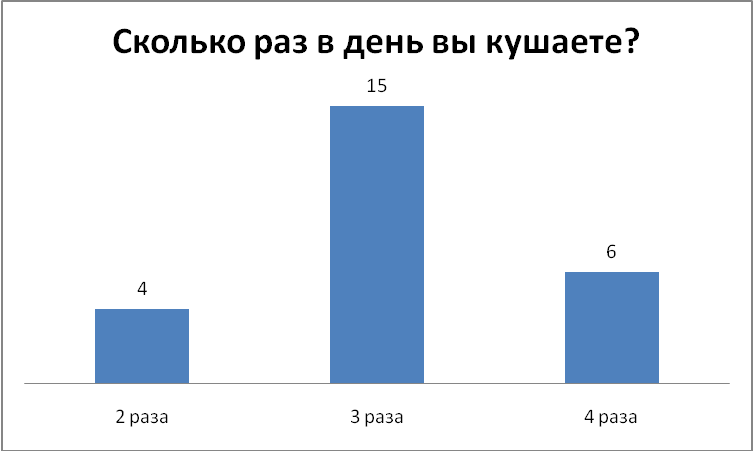 Сколько раз в день вы кушаете?
15
6
4
2 раза
3 раза
4 раза